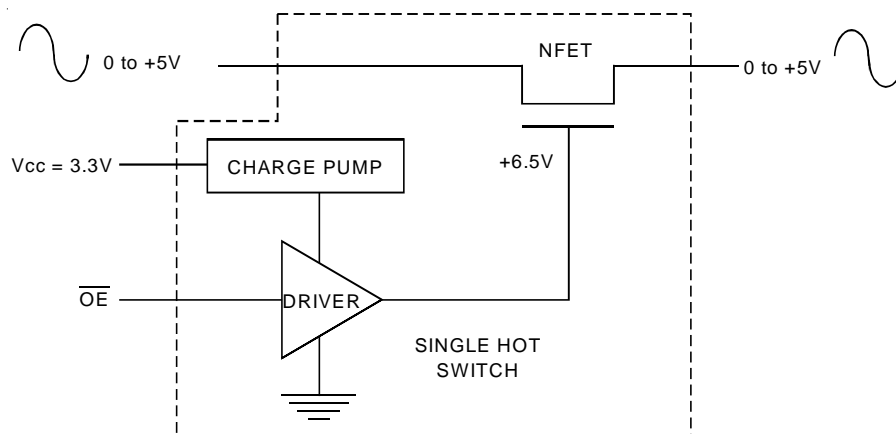 NFET
0 to +5V
0 to +5V
Vcc = 3.3V
CHARGE PUMP
+6.5V
OE
DRIVER
SINGLE HOT
SWITCH